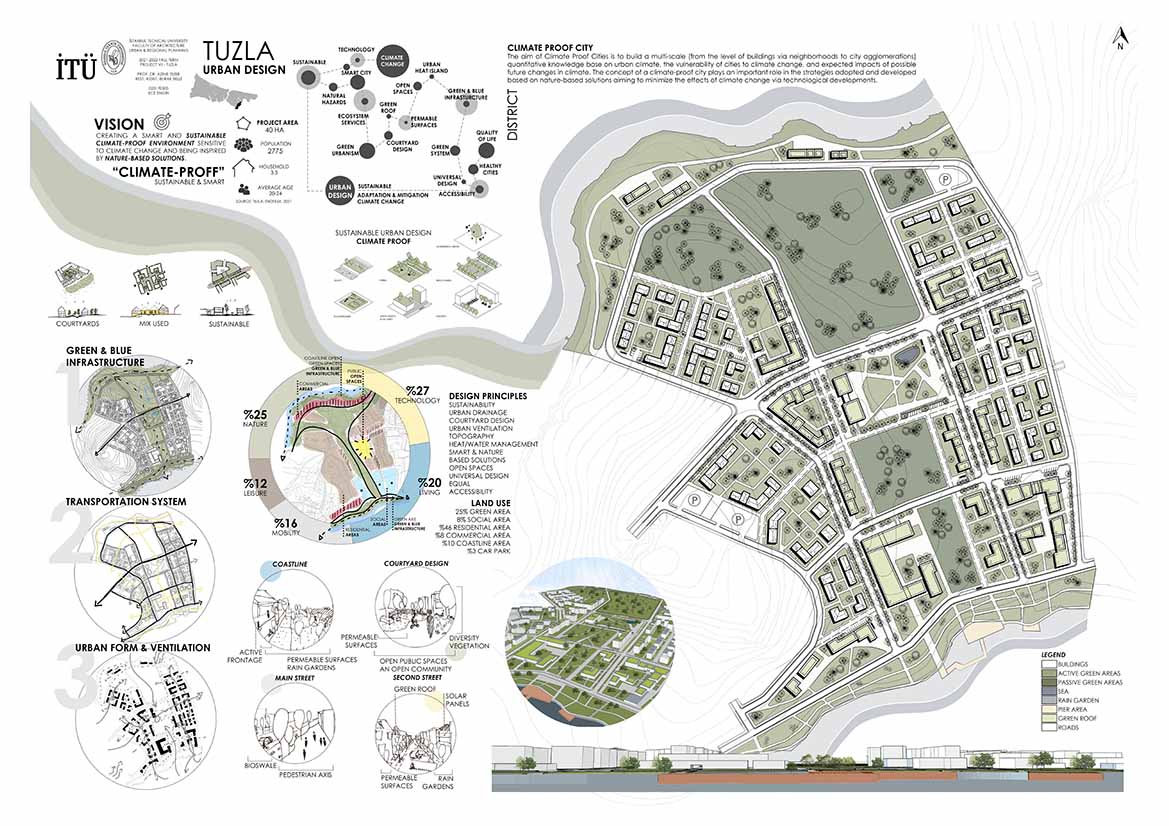 İTÜ
İSTANBUL TECNICAL UNIVERSITY
FACULTY OF ARCHITECTURE
URBAN & REGIONAL PLANNING
2021-2022 FALL TERM
PROJECT VII - TUZLA
TUZLA
URBAN DESIGN
VISION
CREATING A SMART AND SUSTAINABLE
CLIMATE-PROOF ENVIRONMENT SENSITIVE
TO CLIMATE CHANGE AND BEING INSPIRED
BY NATURE-BASED SOLUTIONS.
"CLIMATE-PROFF"
SUSTAINABLE & SMART
PROJECT AREA
40 HA
POPULATION
2775
HOUSEHOLD
3.3
AVERAGE AGE
20-24
SUSTAINABLE
TECHNOLOGY
SMART CITY
CLIMATE
CHANGE
URBAN
HEAT ISLAND
NATURAL
HAZARDS
OPEN
SPACES
GREEN & BLUE
INFRASTURCTURE
ECOSYSTEM
SERVICES
GREEN
ROOF
PERMABLE
SURFACES
GREEN
URBANISM
COURTYARD
DESIGN
GREEN
SYSTEM
QUALITY
OF LIFE
HEALTHY
CITIES
UNIVERSAL
DESIGN
ACCESSIBILITY
URBAN
DESIGN
SUSTAINABLE
ADAPTATION & MITIGATION
CLIMATE CHANGE
CLIMATE PROOF CITY
The aim of Climate Proof Cities is to build a multi-scale (from the level of buildings via neighborhoods to city agglomerations)
quantitative knowledge base on urban climate, the vulnerability of cities to climate change, and expected impacts of possible
future changes in climate. The concept of a climate-proof city plays an important role in the strategies adopted and developed
based on nature-based solutions aiming to minimize the effects of climate change via technological developments.
DISTRICT
N
SUSTAINABLE URBAN DESIGN
CLIMATE PROOF
COURTYARDS
MIX USED
SUSTAINABLE
1
GREEN & BLUE
INFRASTRUCTURE
2
TRANSPORTATION SYSTEM
3
URBAN FORM & VENTILATION
COASTLINE OPEN
GREEN SPACES
GREEN & BLUE
INFRASTRUCTURE
COMMERCIAL
AREAS
PUBLIC
OPEN
SPACES
%27
TECHNOLOGY
%25
NATURE
%12
LEISURE
%16
MOBILITY
%20
LIVING
RESIDENTIAL
AREAS
SOCIAL
AREAS
GREEN AXE
GREEN & BLUE
INFRASTRUCTURE
DESIGN PRINCIPLES
SUSTAINABILITY
URBAN DRAINAGE
COURTYARD DESIGN
URBAN VENTILATION
TOPOGRAPHY
HEAT/WATER MANAGEMENT
SMART & NATURE
BASED SOLUTIONS
OPEN SPACES
UNIVERSAL DESIGN
EQUAL
ACCESSIBILITY
LAND USE
25% GREEN AREA
8% SOCIAL AREA
%46 RESIDENTIAL AREA
%8 COMMERCIAL AREA
%10 COASTLINE AREA
%3 CAR PARK
COASTLINE
ACTIVE
FRONTAGE
PERMEABLE SURFACES
RAIN GARDENS
COURTYARD DESIGN
PERMEABLE
SURFACES
DIVERSITY
VEGETATION
OPEN PUBLIC SPACES
AN OPEN COMMUNITY
MAIN STREET
BIOSWALE
PEDESTRIAN AXIS
SECOND STREET
GREEN ROOF
SOLAR
PANELS
PERMEABLE
SURFACES
RAIN
GARDENS
P
P
P
LEGEND
BUILDINGS
ACTIVE GREEN AREAS
PASSIVE GREEN AREAS
SEA
RAIN GARDEN
PIER AREA
GRREN ROOF
ROADS